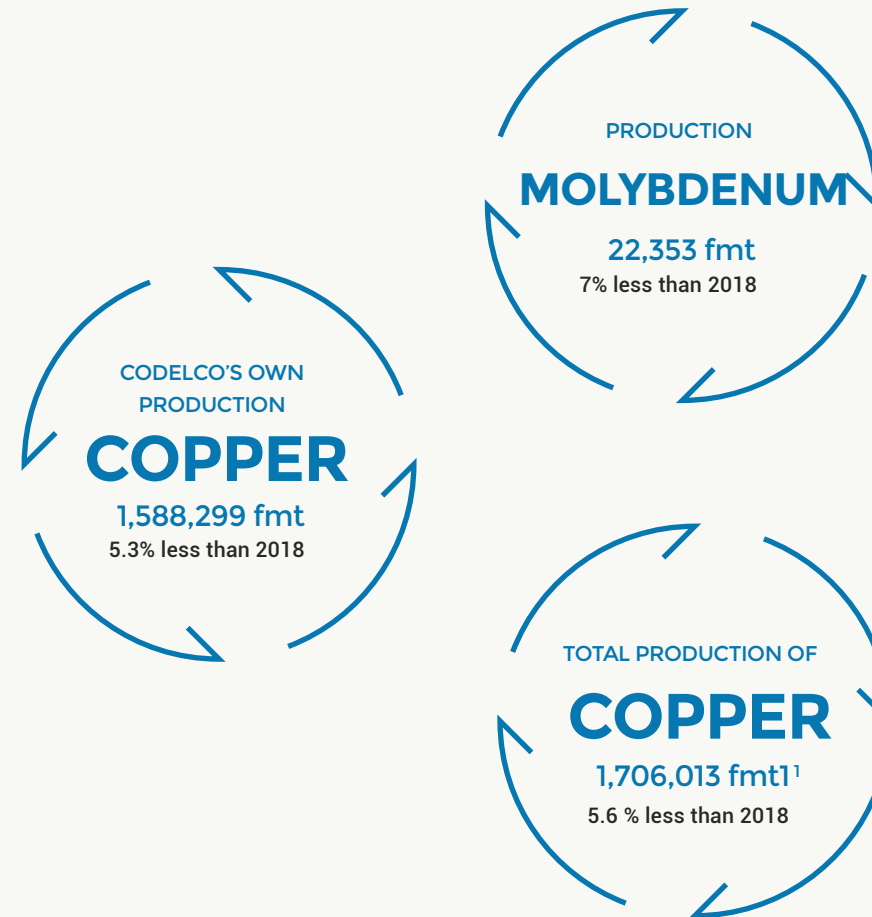 PRODUCTION
MOLYBDENUM
22,353 fmt
7% less than 2018
CODELCO’S OWN
PRODUCTION
COPPER
1,588,299 fmt
5.3% less than 2018
TOTAL PRODUCTION OF
COPPER
1,706,013 fmt1¹
5.6 % less than 2018